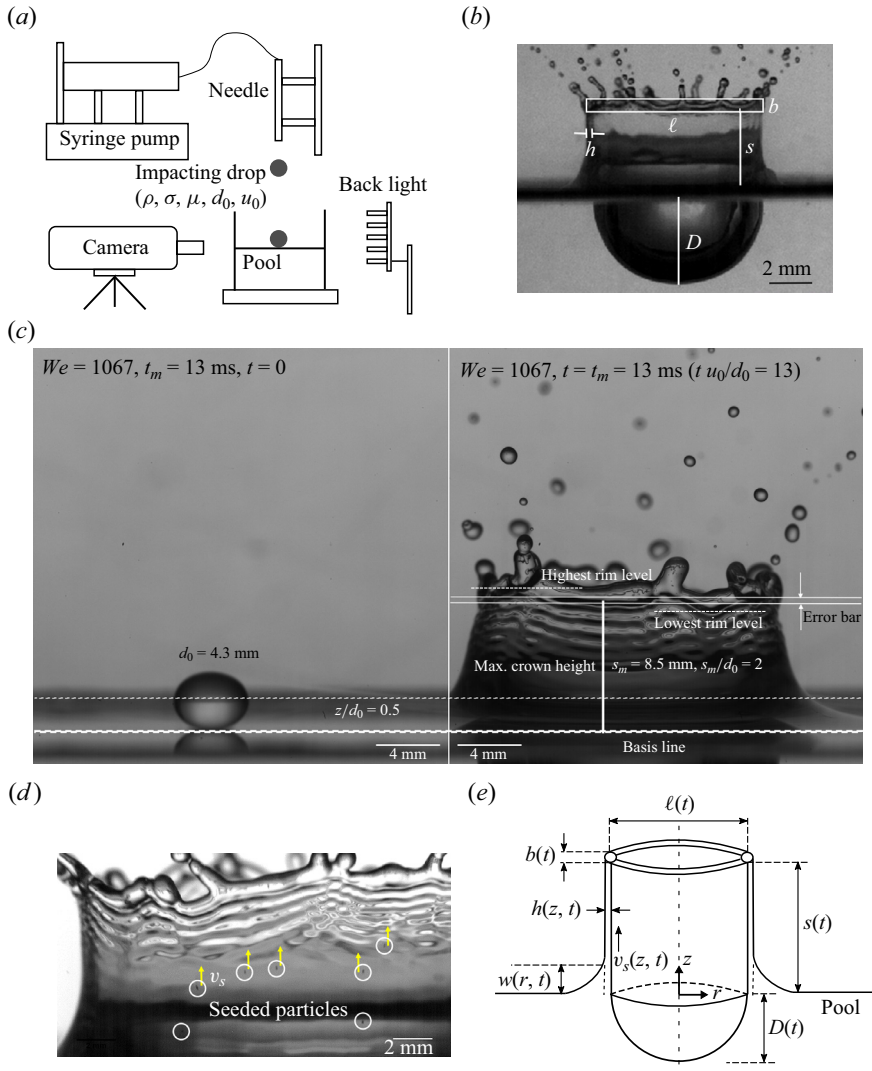 (a)
Needle
Syringe pump
Impacting drop
(ρ, σ, μ, d0, u0)
Back light
Camera
Pool
(b)
b
ℓ
h
s
D
2 mm
(c)
We = 1067, tm = 13 ms, t = 0
We = 1067, t = tm = 13 ms (t u0/d0 = 13)
Highest rim level
Error bar
Lowest rim level
d0 = 4.3 mm
Max. crown height
sm = 8.5 mm, sm/d0 = 2
z/d0 = 0.5
4 mm
4 mm
Basis line
(d)
vs
Seeded particles
2 mm
(e)
ℓ(t)
b(t)
h(z, t)
s(t)
vs(z, t)
w(r, t)
z
r
D(t)
Pool